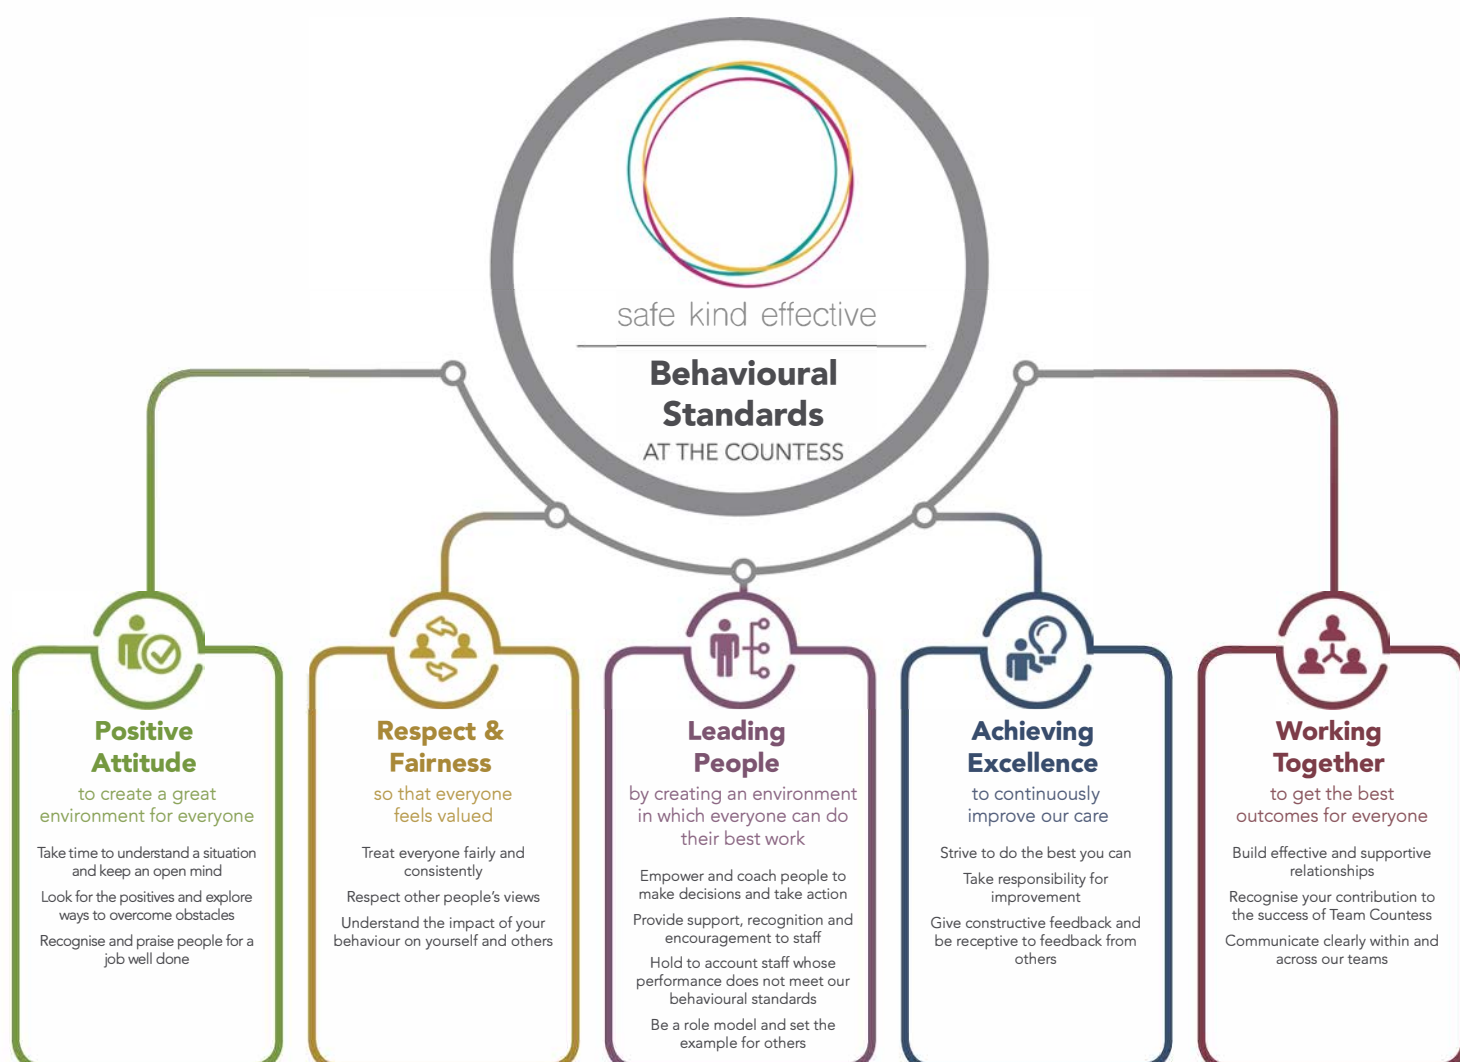 safe kind effective
Behavioural
Standards
AT THE COUNTESS
Positive
Attitude
to create a great
environment for everyone
Take time to understand a situation
and keep an open mind
Look for the positives and explore
ways to overcome obstacles
Recognise and praise people for a
job well done
Respect &
Fairness
so that everyone
feels valued
Treat everyone fairly and
consistently
Respect other people's views
Understand the impact of your
behaviour on yourself and others
Leading
People
by creating an environment
in which everyone can do
their best work
Empower and coach people to
make decisions and take action
Provide support, recognition and
encouragement to staff
Hold to account staff whose
performance does not meet our
behavioural standards
Be a role model and set the
example for others
Achieving
Excellence
to continuously
improve our care
Strive to do the best you can
Take responsibility for
improvement
Give constructive feedback and
be receptive to feedback from
others
Working
Together
to get the best
outcomes for everyone
Build effective and supportive
relationships
Recognise your contribution to
the success of Team Countess
Communicate clearly within and
across our teams